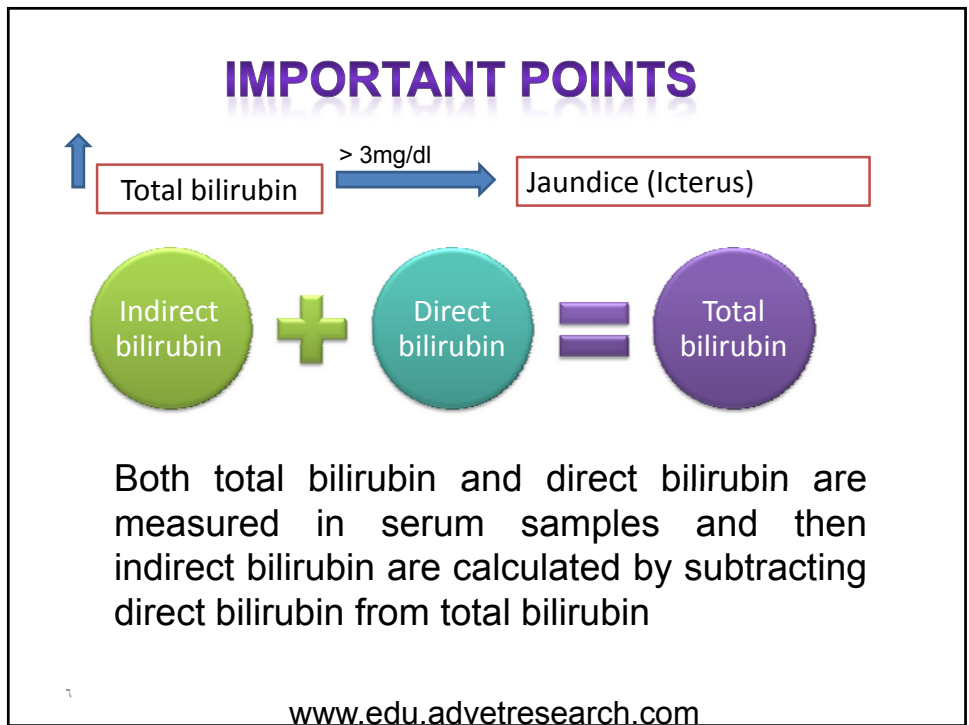 IMPORTANT POINTS
> 3mg/dl
Total bilirubin
Jaundice (Icterus)
Indirect
bilirubin
Direct
bilirubin
Total
bilirubin
Both total bilirubin and direct bilirubin are
measured in serum samples and then
indirect bilirubin are calculated by subtracting
direct bilirubin from total bilirubin
٦
www.edu.advetresearch.com